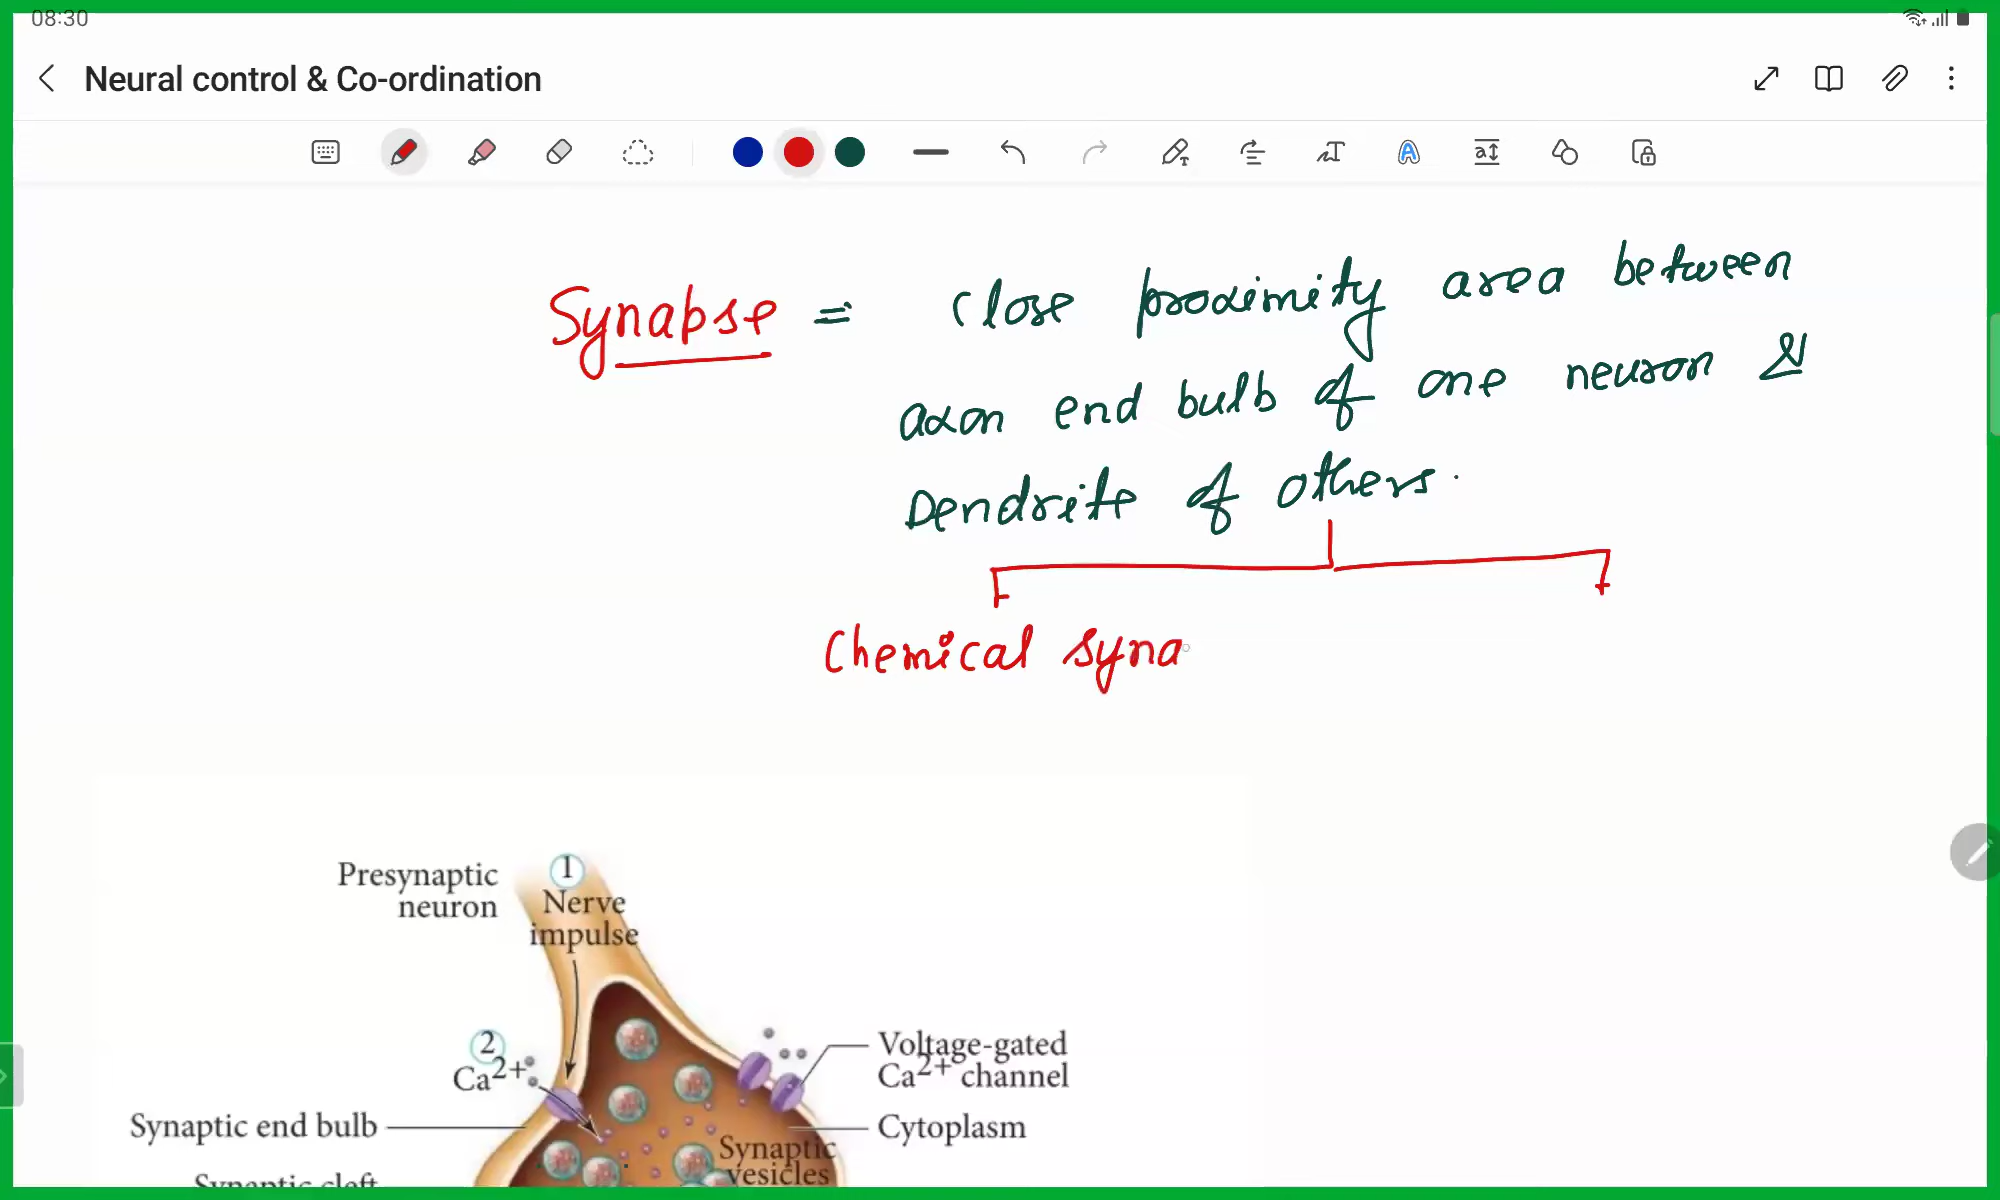 08:30
Neural control & Co-ordination
Synapse = Close proximity area between
axon end bulb of one neuron &
Dendrite of others.
Chemical syna
Presynaptic
neuron
1
Nerve
impulse
2
Ca2+
Voltage-gated
Ca2+ channel
Synaptic end bulb
Cytoplasm
Synaptic
vesicles
Synaptic cleft